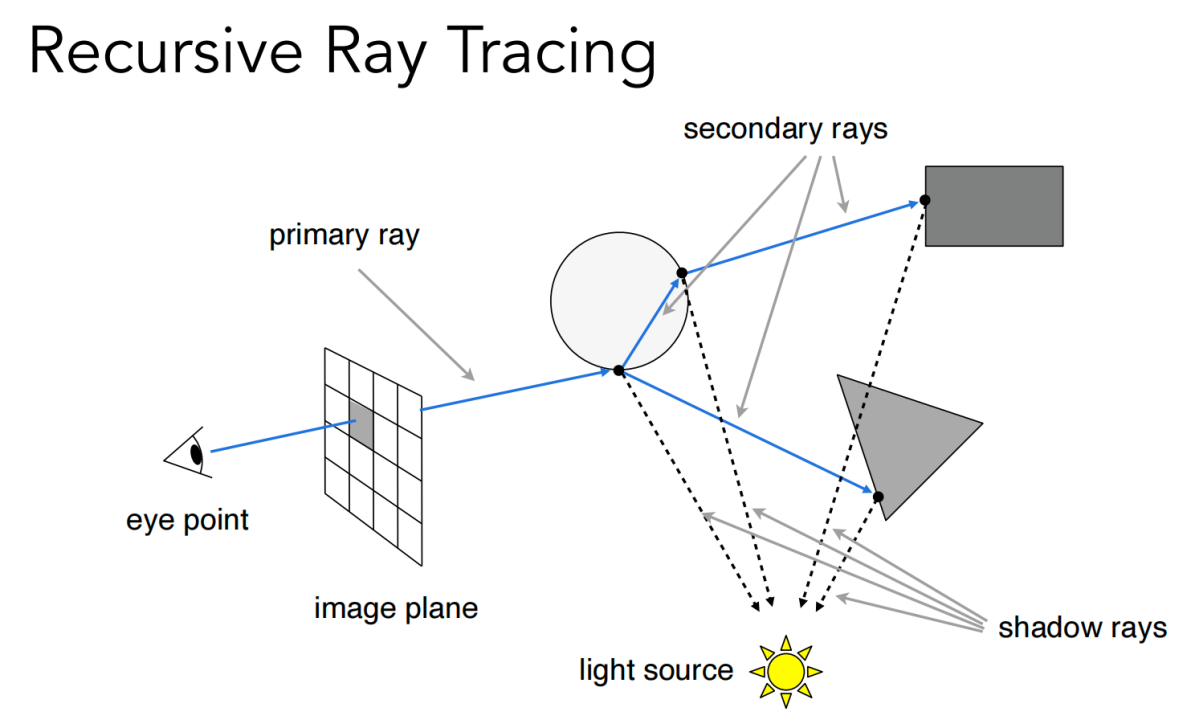 Recursive Ray Tracing
secondary rays
primary ray
eye point
image plane
shadow rays
light source